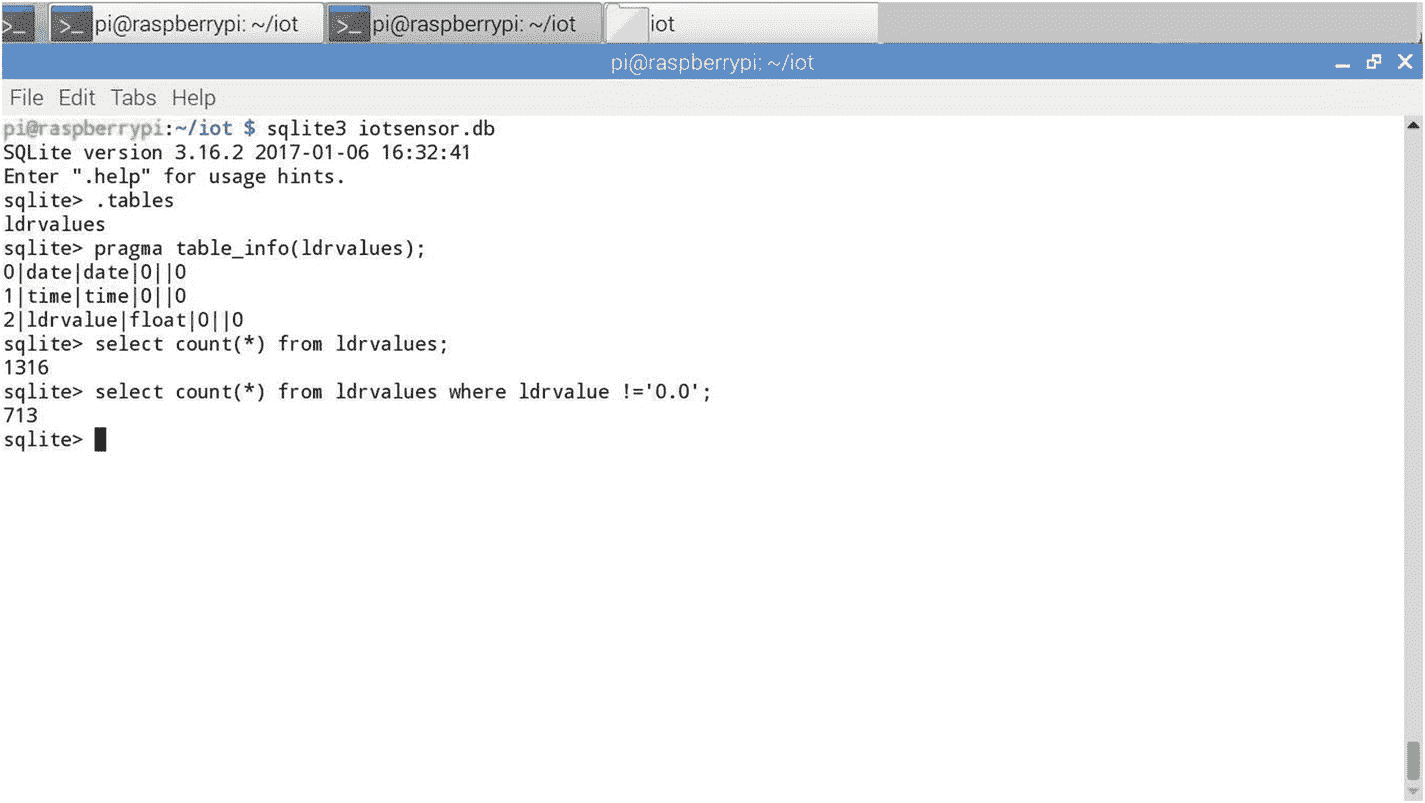 pi@raspberrypi: ~/iot
pi@raspberrypi: ~/iot
iot
pi@raspberrypi: ~/iot
File Edit Tabs Help
pi@raspberrypi:~/iot $ sqlite3 iotsensor.db
SQLite version 3.16.2 2017-01-06 16:32:41
Enter ".help" for usage hints.
sqlite> .tables
ldrvalues
sqlite> pragma table_info(ldrvalues);
0|date|date|0||0
1|time|time|0||0
2|ldrvalue|float|0||0
sqlite> select count(*) from ldrvalues;
1316
sqlite> select count(*) from ldrvalues where ldrvalue !='0.0';
713
sqlite>